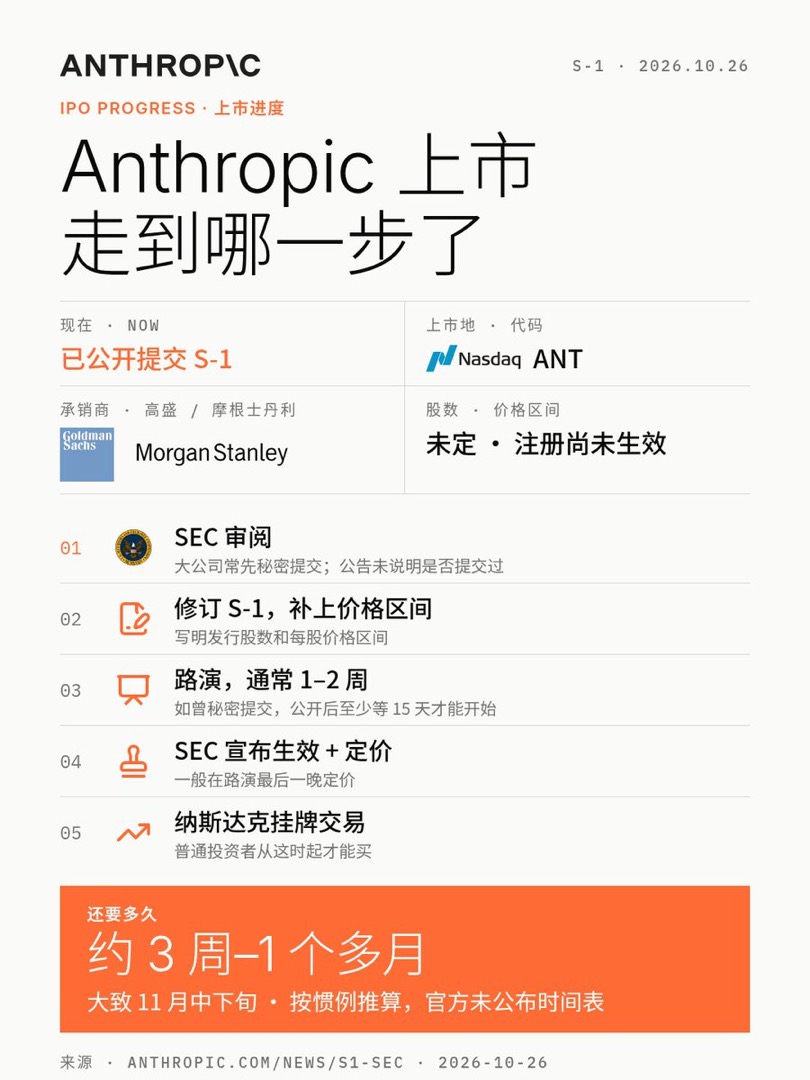 ANTHROP\C
S-1 · 2026.10.26
IPO PROGRESS · 上市进度
Anthropic 上市
走到哪一步了
现在 · NOW
已公开提交 S-1
上市地 · 代码
Nasdaq ANT
承销商 · 高盛 / 摩根士丹利
Goldman
Sachs
Morgan Stanley
股数 · 价格区间
未定 · 注册尚未生效
01
SEC 审阅
大公司常先秘密提交；公告未说明是否提交过
02
修订 S-1，补上价格区间
写明发行股数和每股价格区间
03
路演，通常 1–2 周
如曾秘密提交，公开后至少等 15 天才能开始
04
SEC 宣布生效 + 定价
一般在路演最后一晚定价
05
纳斯达克挂牌交易
普通投资者从这时起才能买
还要多久
约 3 周–1 个多月
大致 11 月中下旬 · 按惯例推算，官方未公布时间表
来源 · ANTHROPIC.COM/NEWS/S1-SEC · 2026-10-26